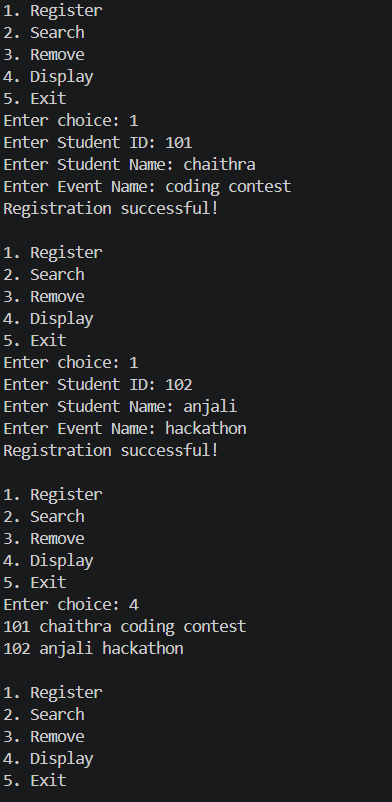 1. Register
2. Search
3. Remove
4. Display
5. Exit
Enter choice: 1
Enter Student ID: 101
Enter Student Name: chaithra
Enter Event Name: coding contest
Registration successful!

1. Register
2. Search
3. Remove
4. Display
5. Exit
Enter choice: 1
Enter Student ID: 102
Enter Student Name: anjali
Enter Event Name: hackathon
Registration successful!

1. Register
2. Search
3. Remove
4. Display
5. Exit
Enter choice: 4
101 chaithra coding contest
102 anjali hackathon

1. Register
2. Search
3. Remove
4. Display
5. Exit